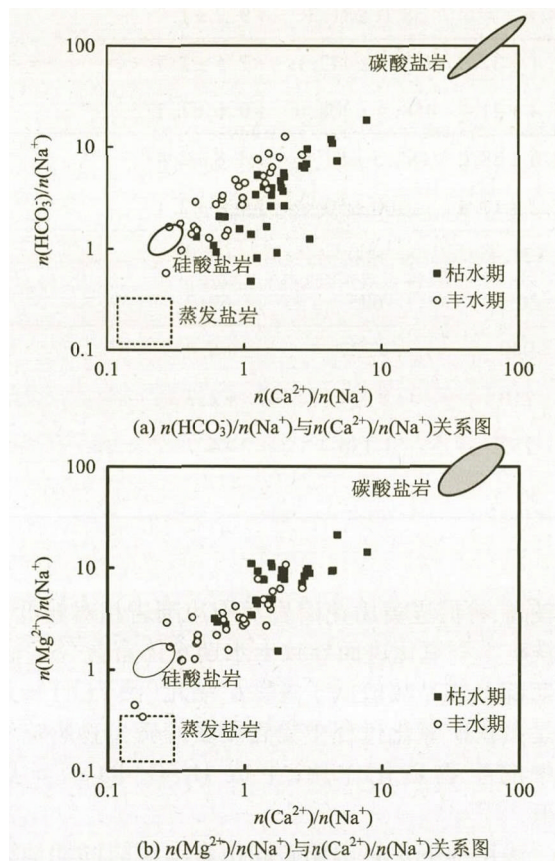 100
碳酸盐岩
10
n(HCO₃⁻)/n(Na⁺)
1
硅酸盐岩
■ 枯水期
○ 丰水期
蒸发盐岩
0.1
0.1 1 10 100
n(Ca²⁺)/n(Na⁺)
(a) n(HCO₃⁻)/n(Na⁺)与n(Ca²⁺)/n(Na⁺)关系图
100
碳酸盐岩
10
n(Mg²⁺)/n(Na⁺)
1
硅酸盐岩
■ 枯水期
○ 丰水期
蒸发盐岩
0.1
0.1 1 10 100
n(Ca²⁺)/n(Na⁺)
(b) n(Mg²⁺)/n(Na⁺)与n(Ca²⁺)/n(Na⁺)关系图